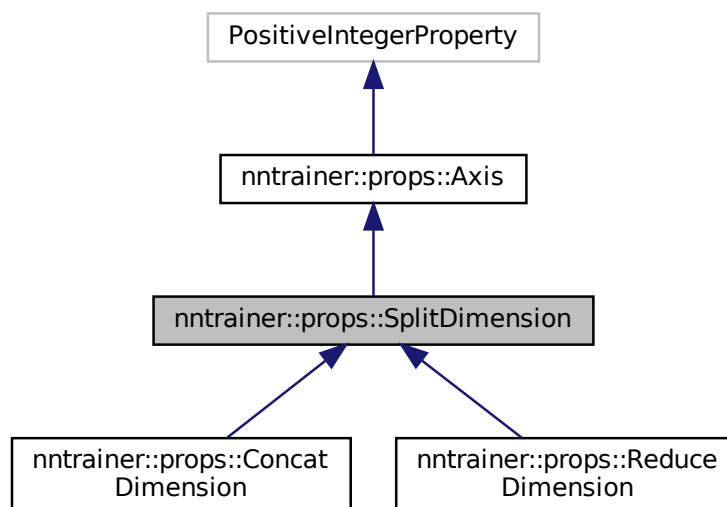 PositiveIntegerProperty
nntrainer::props::Axis
nntrainer::props::SplitDimension
nntrainer::props::Concat
Dimension
nntrainer::props::Reduce
Dimension